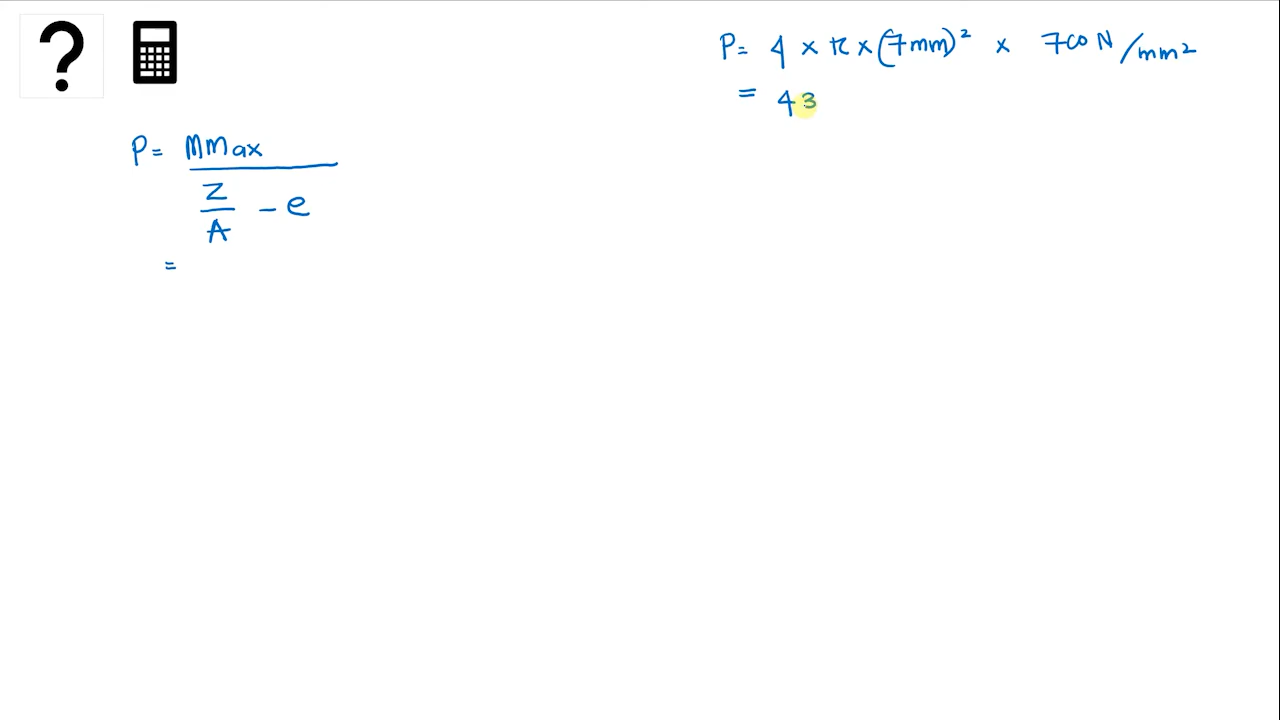 ?
P = 4 × π × (7mm)² × 700 N/mm²
= 43
P = Mmax
Z
A
- e
=